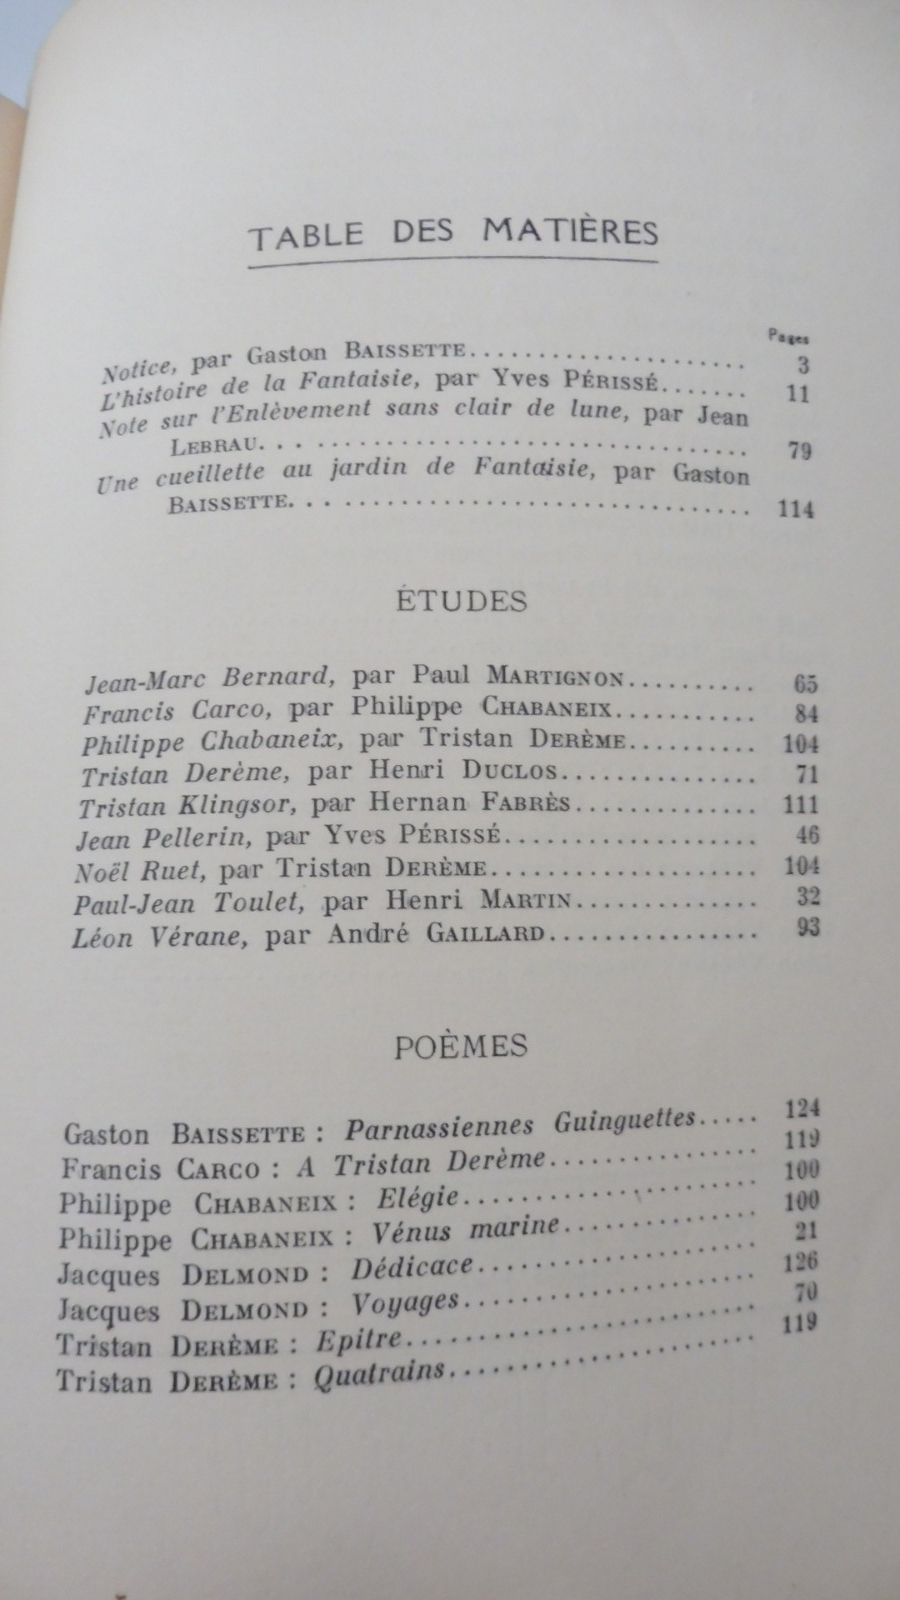 TABLE DES MATIÈRES
Pages
Notice, par Gaston BAISSETTE.................... 3
L'histoire de la Fantaisie, par Yves PÉRISSÉ....... 11
Note sur l'Enlèvement sans clair de lune, par Jean
LEBRAU. . . ................................. 79
Une cueillette au jardin de Fantaisie, par Gaston
BAISSETTE. . . .............................. 114
ÉTUDES
Jean-Marc Bernard, par Paul MARTIGNON.......... 65
Francis Carco, par Philippe CHABANEIX........... 84
Philippe Chabaneix, par Tristan DERÈME.......... 104
Tristan Derème, par Henri DUCLOS............... 71
Tristan Klingsor, par Hernan FABRÈS.............. 111
Jean Pellerin, par Yves PÉRISSÉ................... 46
Noël Ruet, par Tristan DERÈME.................... 104
Paul-Jean Toulet, par Henri MARTIN.............. 32
Léon Vérane, par André GAILLARD................ 93
POÈMES
Gaston BAISSETTE : Parnassiennes Guinguettes..... 124
Francis CARCO : A Tristan Derème................. 119
Philippe CHABANEIX : Elégie....................... 100
Philippe CHABANEIX : Vénus marine............... 100
Jacques DELMOND : Dédicace...................... 21
Jacques DELMOND : Voyages....................... 126
Tristan DERÈME : Epitre............................ 70
Tristan DERÈME : Quatrains........................ 119